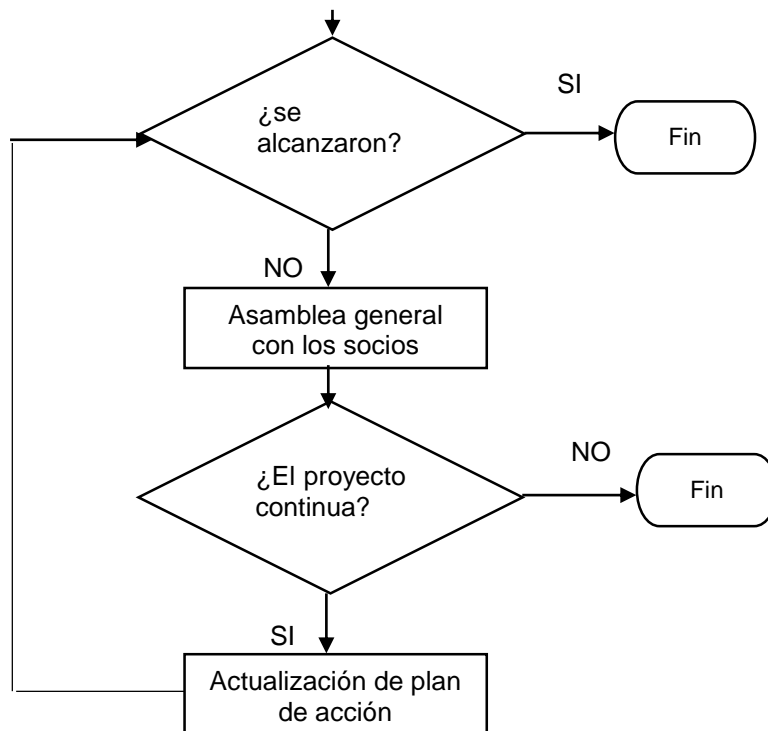 SI
¿se
alcanzaron?
Fin
NO
Asamblea general
con los socios
NO
¿El proyecto
continua?
Fin
SI
Actualización de plan
de acción